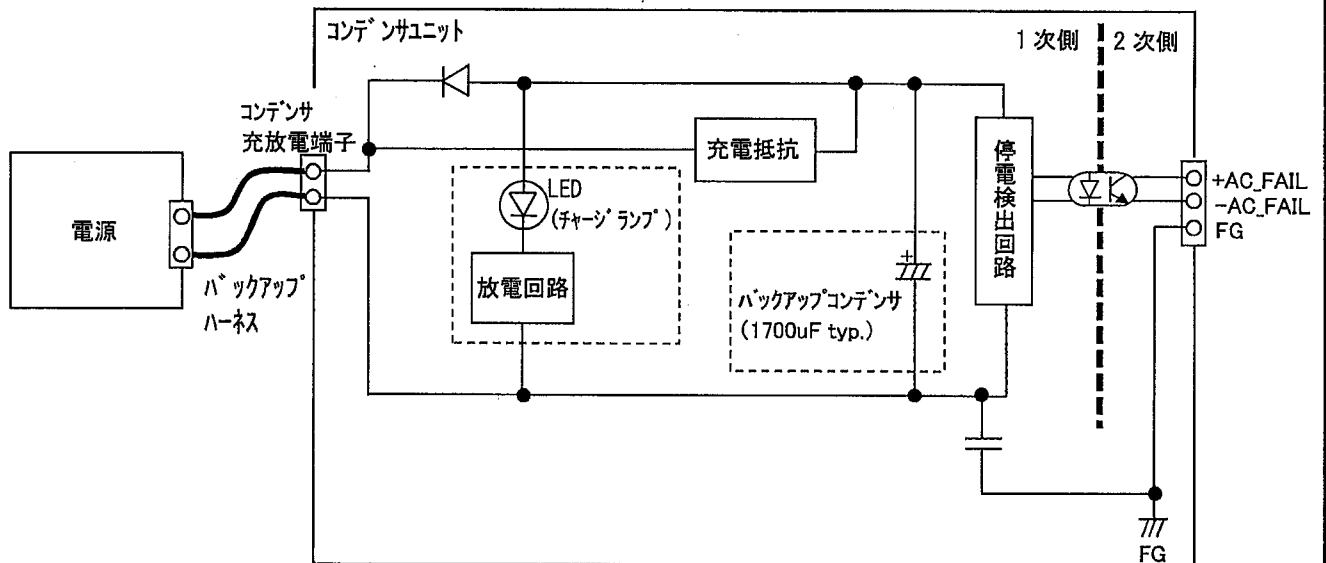 コンデンサユニット
1次側
2次側
コンデンサ
充放電端子
電源
バックアップ
ハーネス
LED
(チャージランプ)
放電回路
充電抵抗
バックアップコンデンサ
(1700uF typ.)
+
停電検出回路
+AC_FAIL
-AC_FAIL
FG
FG